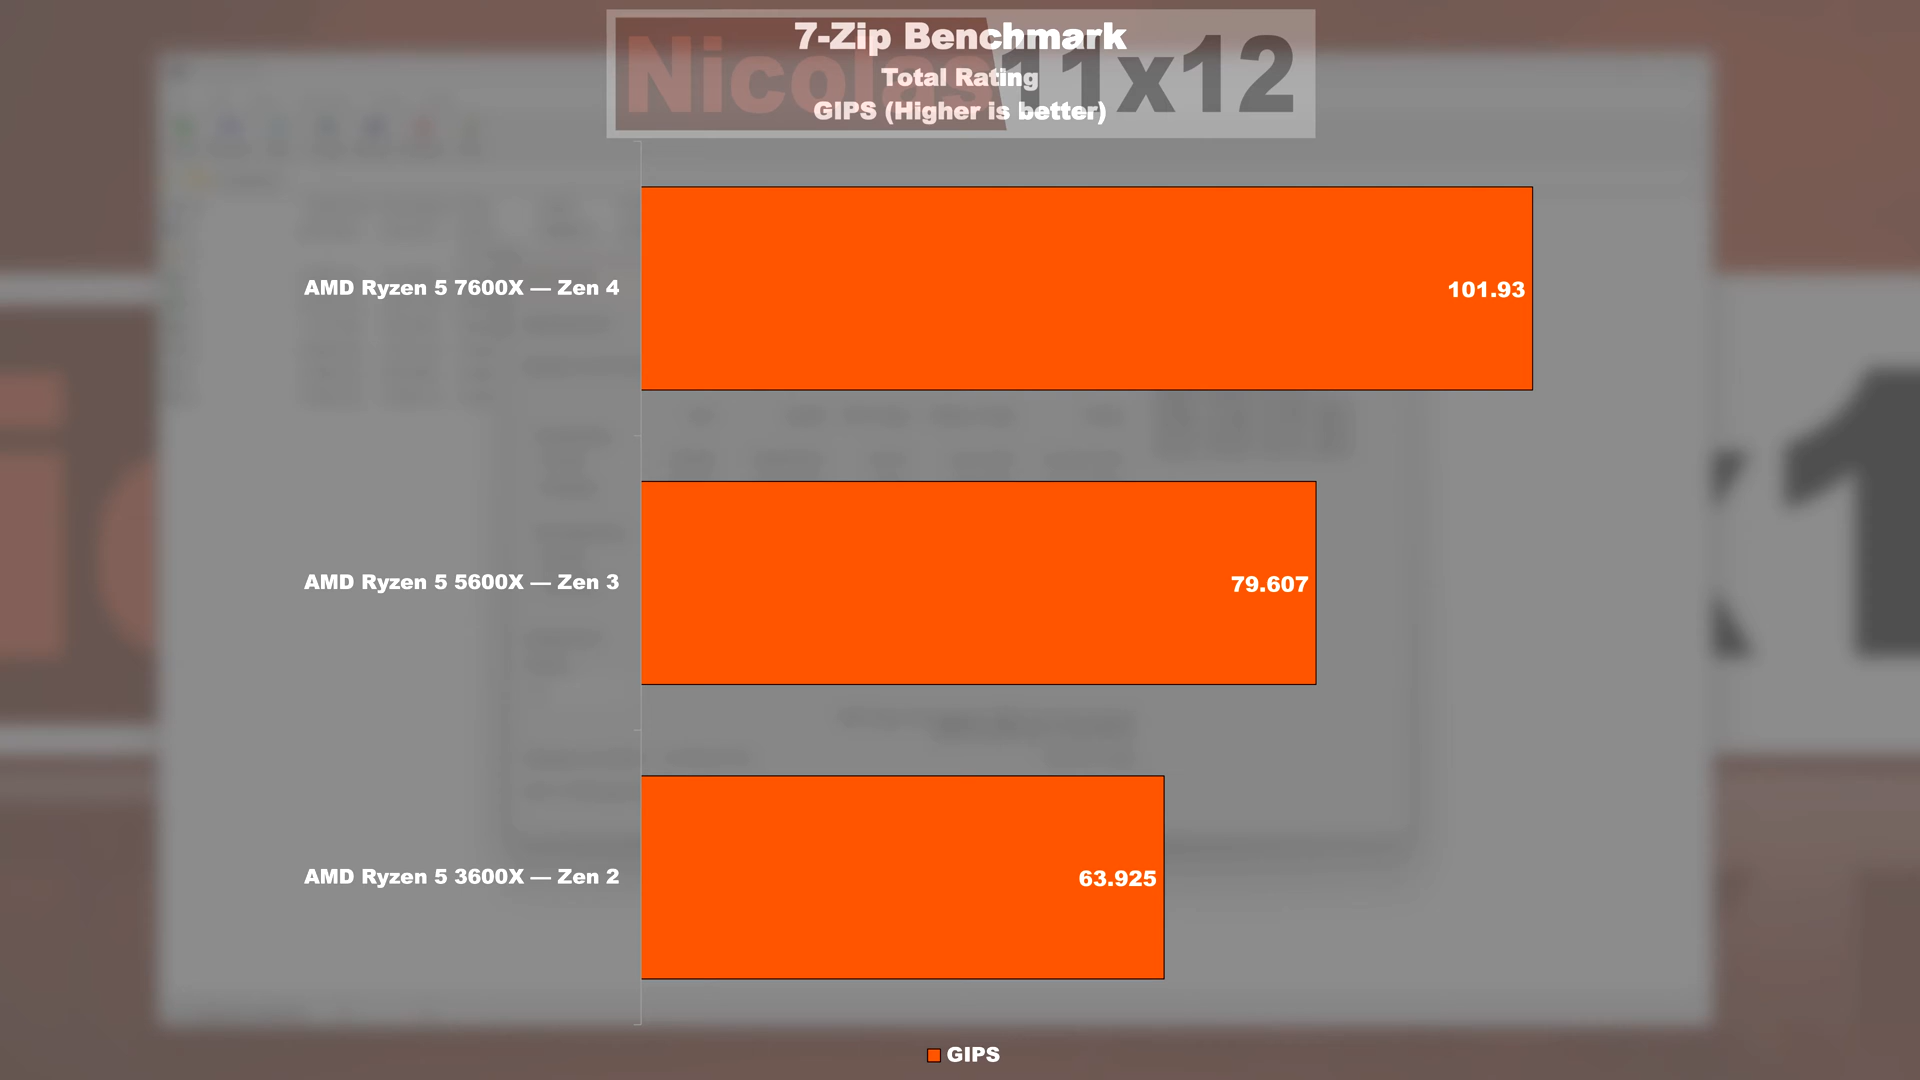 7-Zip Benchmark
Total Rating
GIPS (Higher is better)
Nicolas11x12
AMD Ryzen 5 7600X — Zen 4
101.93
AMD Ryzen 5 5600X — Zen 3
79.607
AMD Ryzen 5 3600X — Zen 2
63.925
GIPS